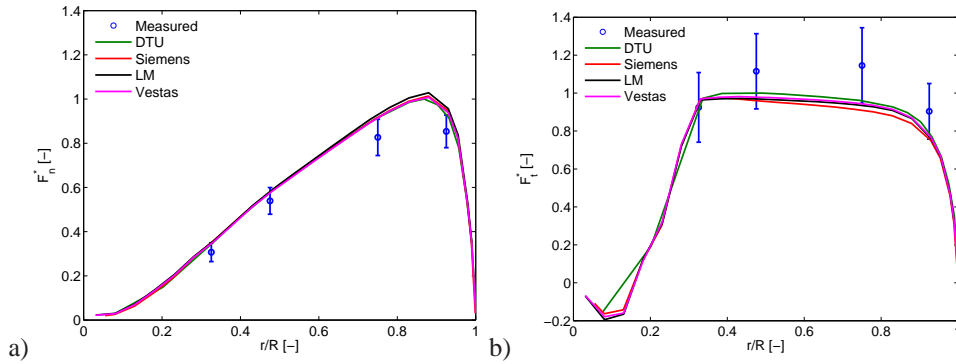 1.4
1.2
1
0.8
0.6
0.4
0.2
0
F*n [−]
Measured
DTU
Siemens
LM
Vestas
0
0.2
0.4
0.6
0.8
1
r/R [−]
a)
1.4
1.2
1
0.8
0.6
0.4
0.2
0
−0.2
F*t [−]
Measured
DTU
Siemens
LM
Vestas
0
0.2
0.4
0.6
0.8
1
r/R [−]
b)